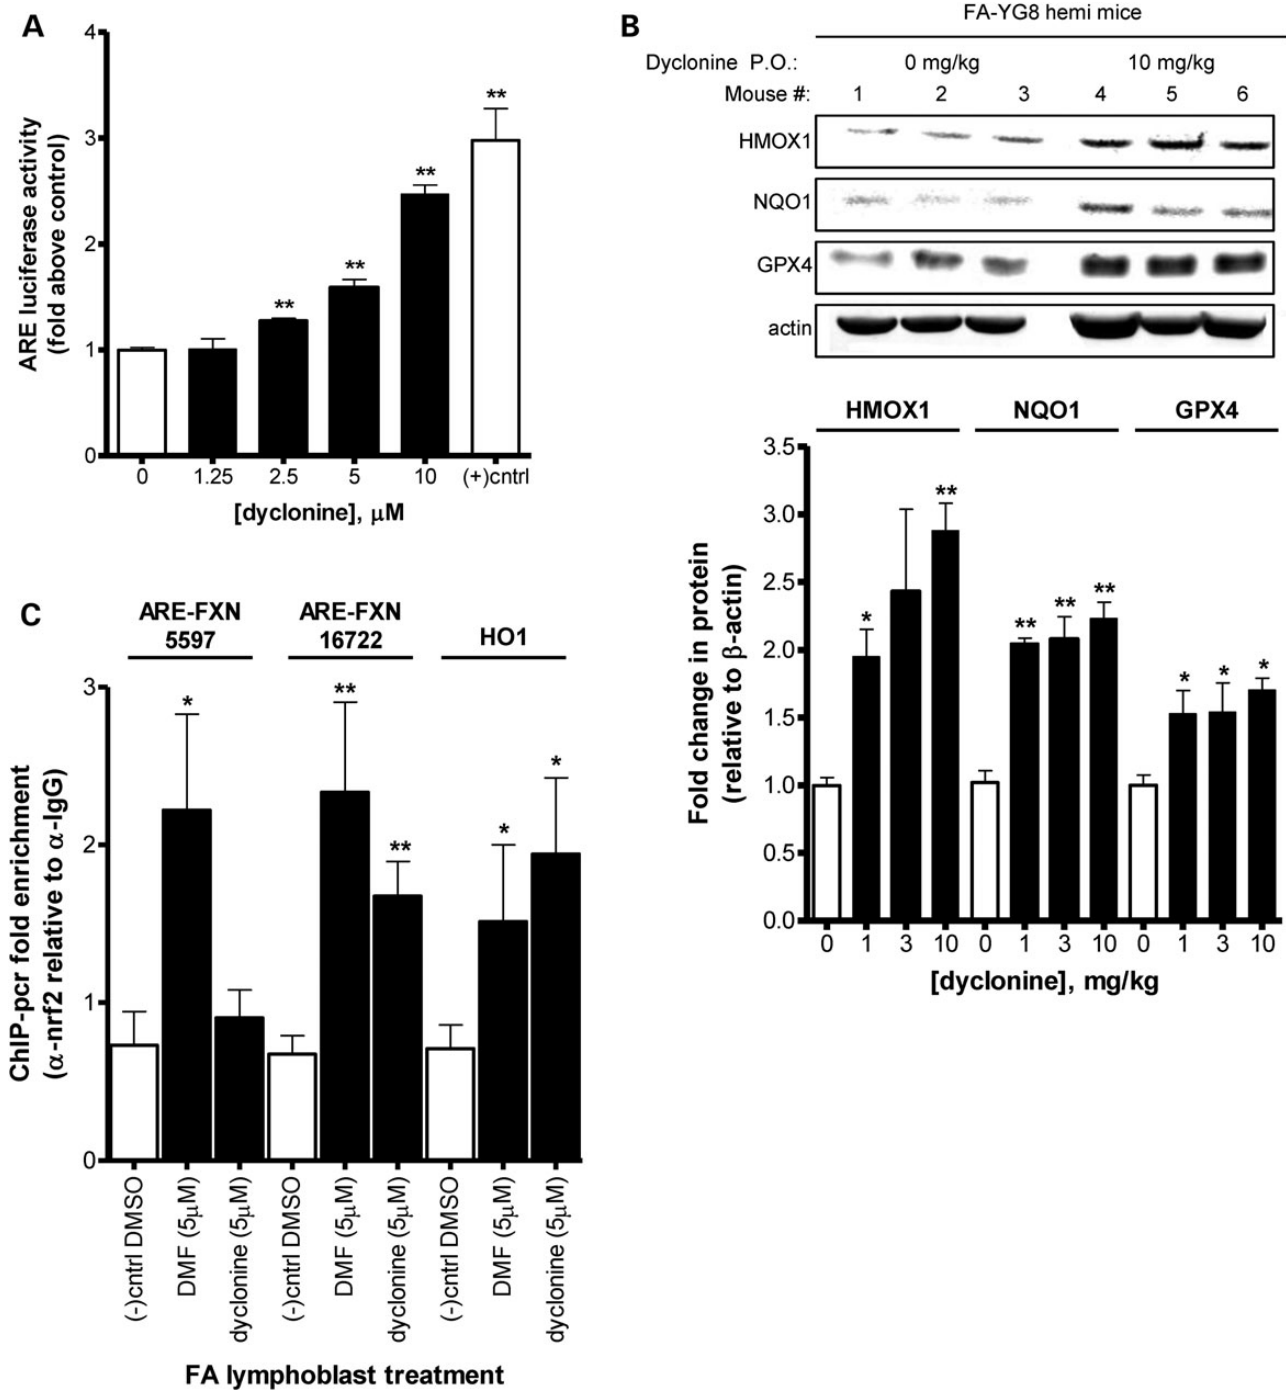 A
4
3
2
1
0
ARE luciferase activity
(fold above control)
**
**
**
**
0 1.25 2.5 5 10 (+)cntrl
[dyclonine], μM
B
FA-YG8 hemi mice
Dyclonine P.O.: 0 mg/kg 10 mg/kg
Mouse #: 1 2 3 4 5 6
HMOX1
NQO1
GPX4
actin
HMOX1 NQO1 GPX4
3.5
3.0
2.5
2.0
1.5
1.0
0.5
0.0
Fold change in protein
(relative to β-actin)
* ** ** ** ** * * *
0 1 3 10 0 1 3 10 0 1 3 10
[dyclonine], mg/kg
C
ARE-FXN
5597
ARE-FXN
16722
HO1
3
2
1
0
ChIP-pcr fold enrichment
(α-nrf2 relative to α-IgG)
* ** ** * *
(-)cntrl DMSO
DMF (5μM)
dyclonine (5μM)
(-)cntrl DMSO
DMF (5μM)
dyclonine (5μM)
(-)cntrl DMSO
DMF (5μM)
dyclonine (5μM)
FA lymphoblast treatment